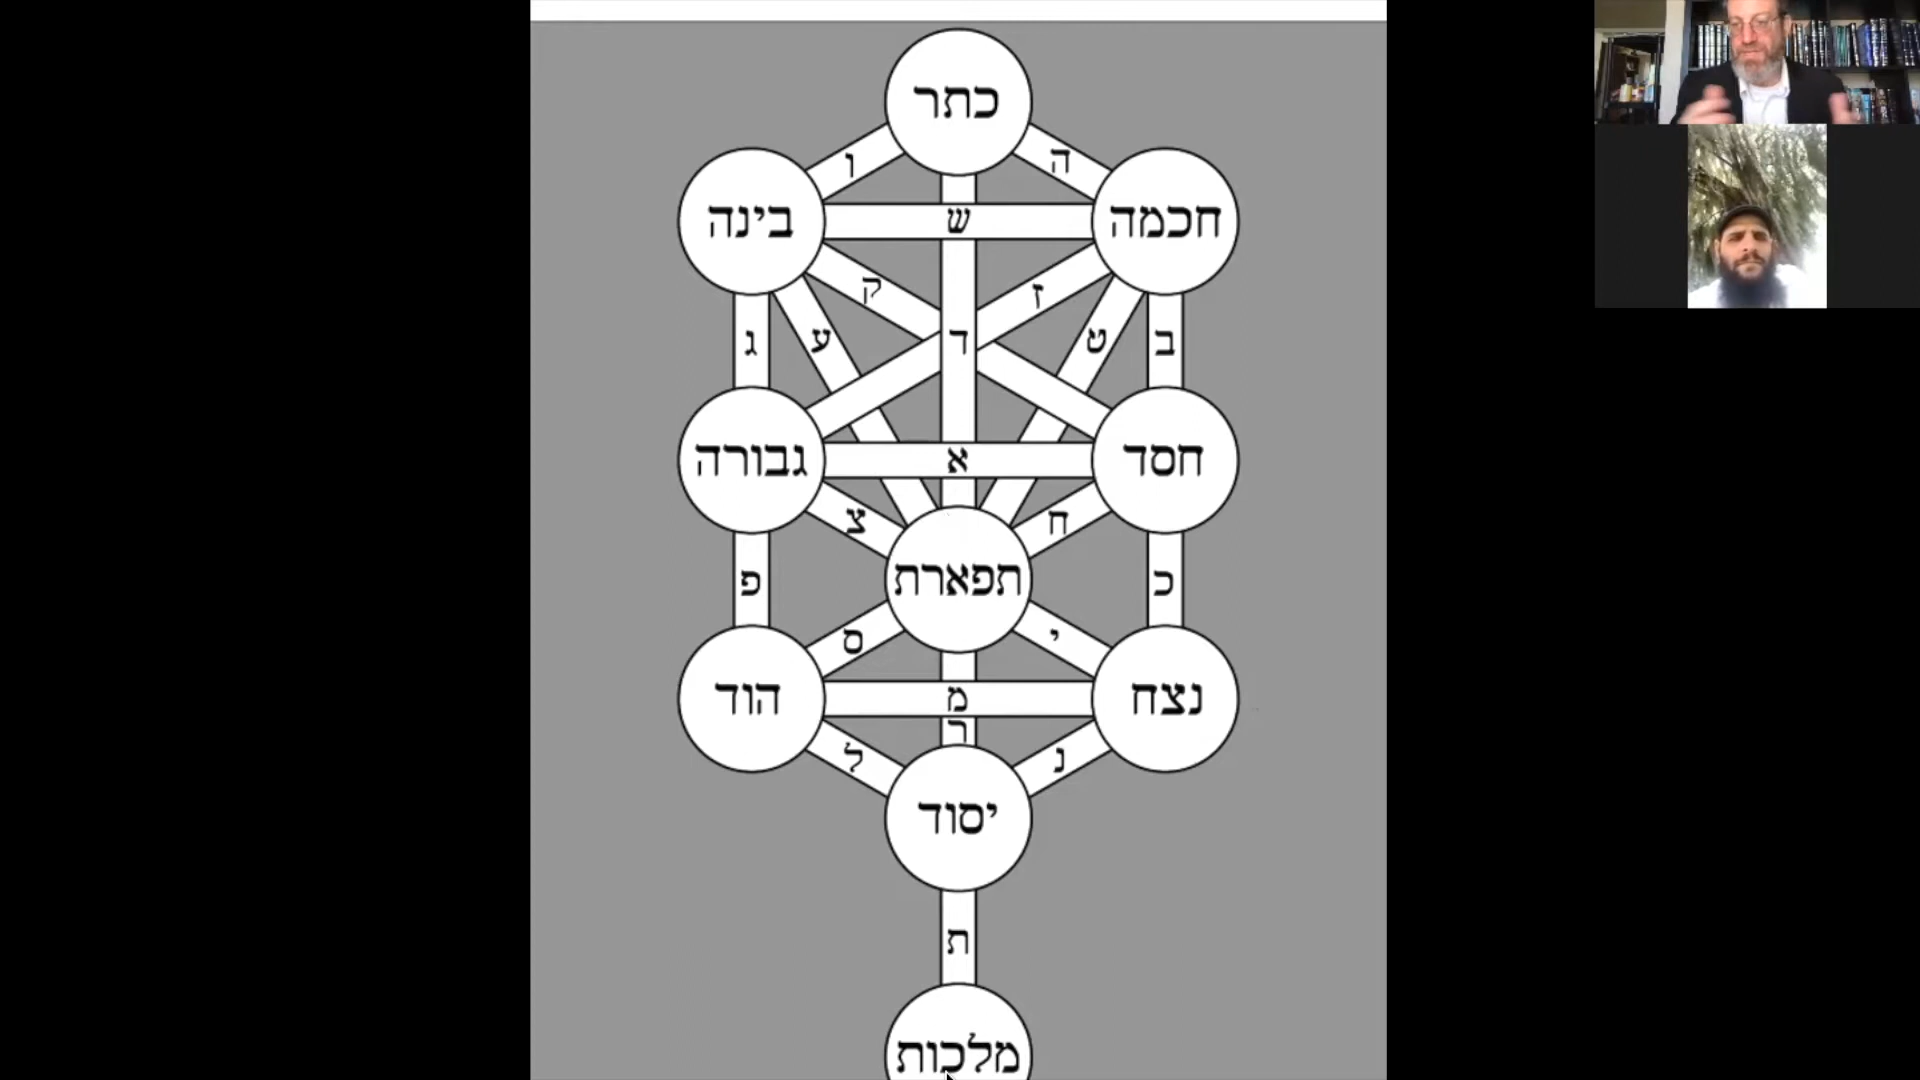 כתר
ה
ו
חכמה
ש
בינה
ז
ק
ב
ט
ד
ע
ג
חסד
א
גבורה
ח
צ
כ
תפארת
פ
י
ס
נצח
מ
הוד
ר
נ
ל
יסוד
ת
מלכות